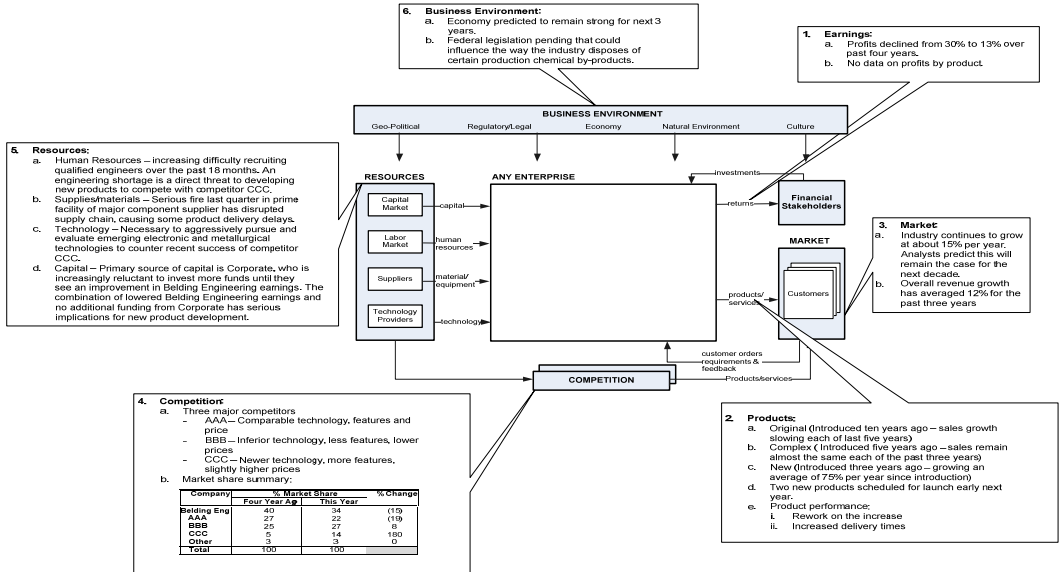 6. Business Environment:
a. Economy predicted to remain strong for next 3
years.
b. Federal legislation pending that could
influence the way the industry disposes of
certain production chemical by-products.
1. Earnings:
a. Profits declined from 30% to 13% over
past four years.
b. No data on profits by product.
BUSINESS ENVIRONMENT
Geo-Political Regulatory/Legal Economy Natural Environment Culture
5. Resources:
a. Human Resources – increasing difficulty recruiting
qualified engineers over the past 18 months. An
engineering shortage is a direct threat to developing
new products to compete with competitor CCC.
b. Supplies/materials – Serious fire last quarter in prime
facility of major component supplier has disrupted
supply chain, causing some product delivery delays.
c. Technology – Necessary to aggressively pursue and
evaluate emerging electronic and metallurgical
technologies to counter recent success of competitor
CCC.
d. Capital – Primary source of capital is Corporate, who is
increasingly reluctant to invest more funds until they
see an improvement in Belding Engineering earnings. The
combination of lowered Belding Engineering earnings and
no additional funding from Corporate has serious
implications for new product development.
RESOURCES
Capital
Market
Labor
Market
Suppliers
Technology
Providers
capital
human
resources
material/
equipment
technology
ANY ENTERPRISE
investments
returns
Financial
Stakeholders
MARKET
Customers
products/
services
customer orders
requirements &
feedback
Products/services
COMPETITION
3. Market:
a. Industry continues to grow
at about 15% per year.
Analysts predict this will
remain the case for the
next decade.
b. Overall revenue growth
has averaged 12% for the
past three years
4. Competition:
a. Three major competitors
- AAA – Comparable technology, features and
price
- BBB – Inferior technology, less features, lower
prices
- CCC – Newer technology, more features,
slightly higher prices
b. Market share summary:
Company % Market Share % Change
Four Year Ago This Year
Belding Eng 40 34 (15)
AAA 27 22 (19)
BBB 25 27 8
CCC 5 14 180
Other 3 3 0
Total 100 100
2. Products:
a. Original (Introduced ten years ago – sales growth
slowing each of last five years)
b. Complex ( Introduced five years ago – sales remain
almost the same each of the past three years)
c. New (Introduced three years ago – growing an
average of 75% per year since introduction)
d. Two new products scheduled for launch early next
year.
e. Product performance:
i. Rework on the increase
ii. Increased delivery times